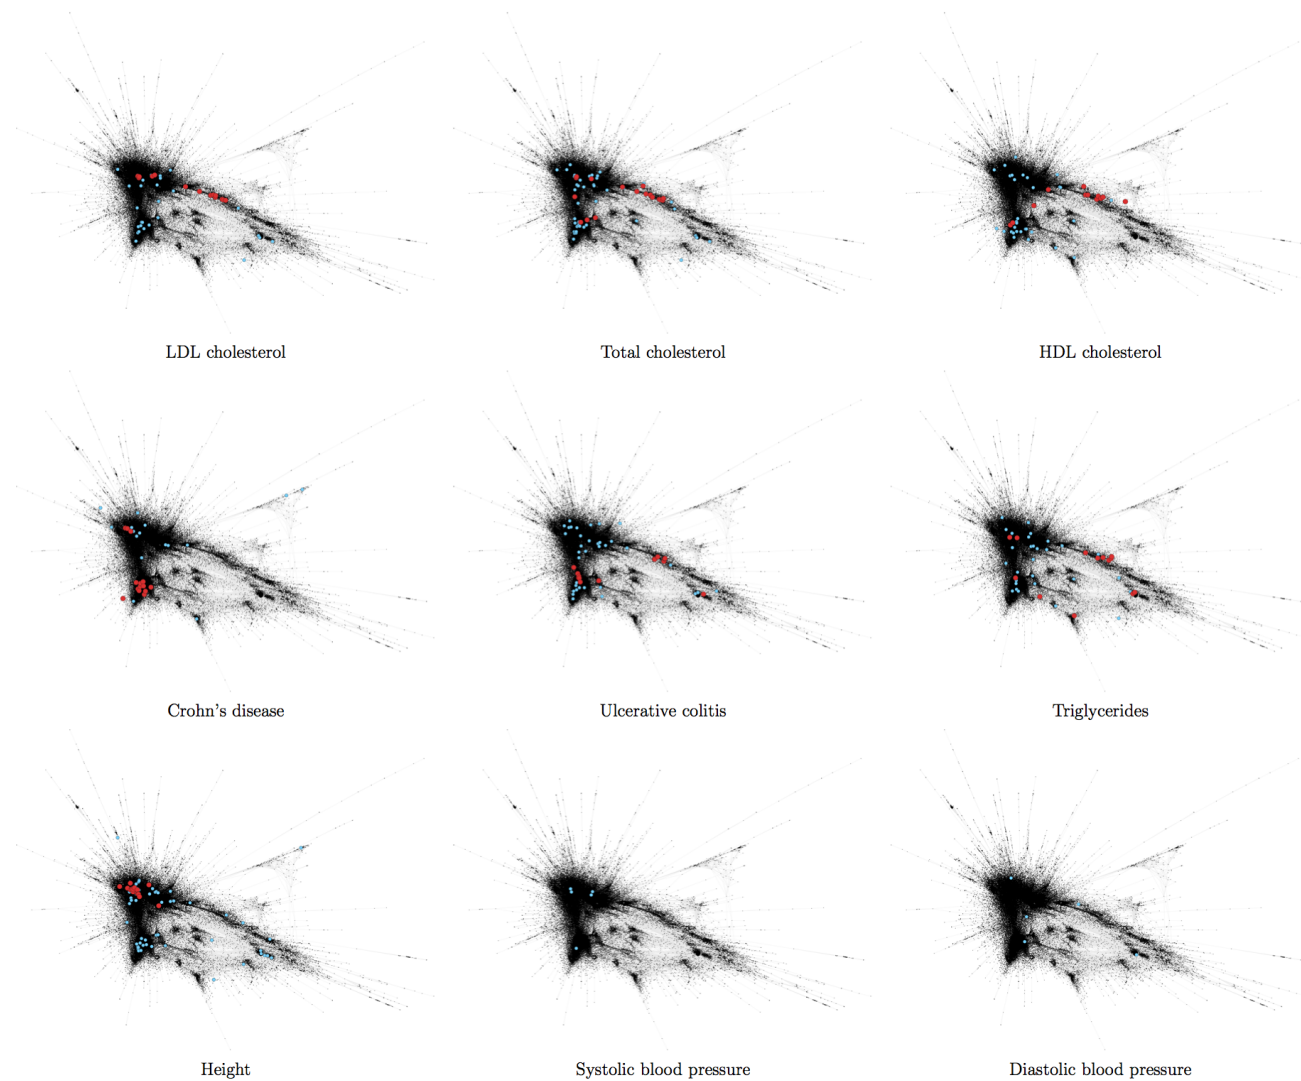 LDL cholesterol
Total cholesterol
HDL cholesterol
Crohn's disease
Ulcerative colitis
Triglycerides
Height
Systolic blood pressure
Diastolic blood pressure